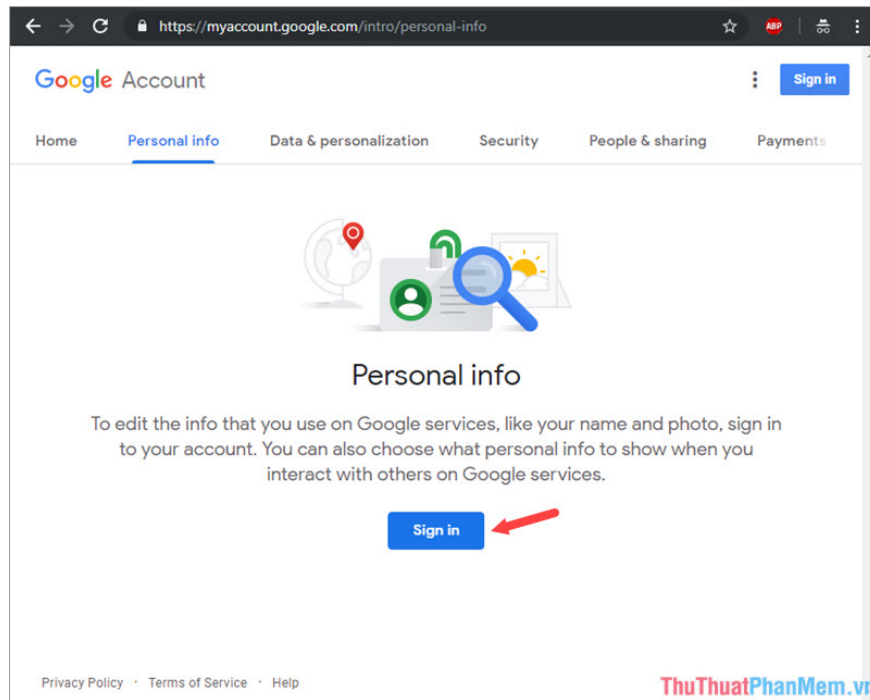 https://myaccount.google.com/intro/personal-info
ABP
Google Account
Sign in
Home Personal info Data & personalization Security People & sharing Payments
Personal info
To edit the info that you use on Google services, like your name and photo, sign in
to your account. You can also choose what personal info to show when you
interact with others on Google services.
Sign in
Privacy Policy · Terms of Service · Help
ThuThuatPhanMem.vn